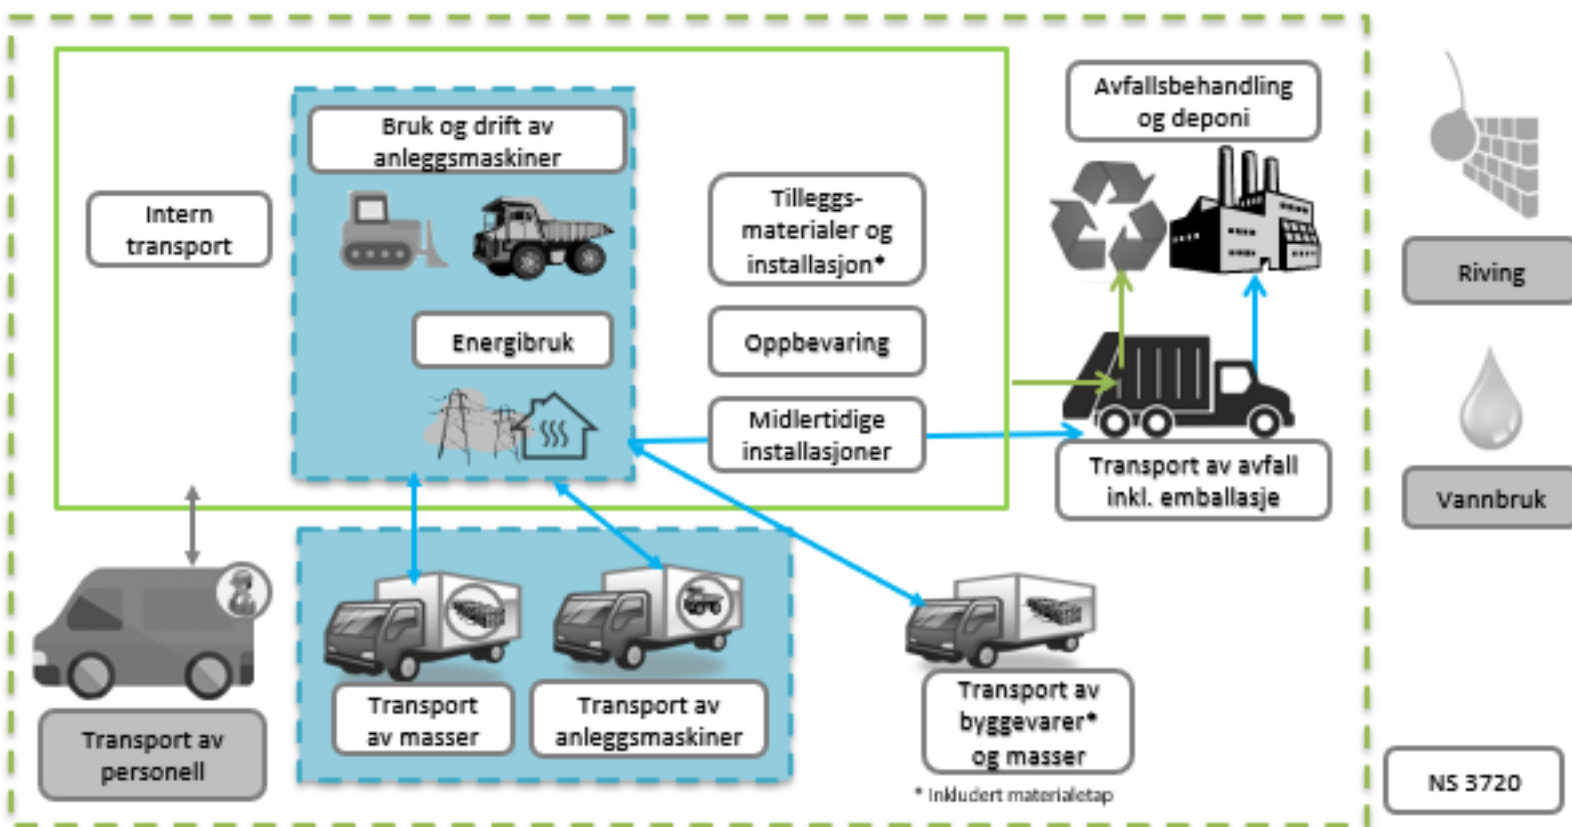 Bruk og drift av
anleggsmaskiner
Intern
transport
Energibruk
Tilleggs-
materialer og
installasjon*
Oppbevaring
Midlertidige
installasjoner
Avfallsbehandling
og deponi
Transport av avfall
inkl. emballasje
Riving
Vannbruk
Transport av
personell
Transport
av masser
Transport av
anleggsmaskiner
Transport av
byggevarer*
og masser
* Inkludert materialetap
NS 3720